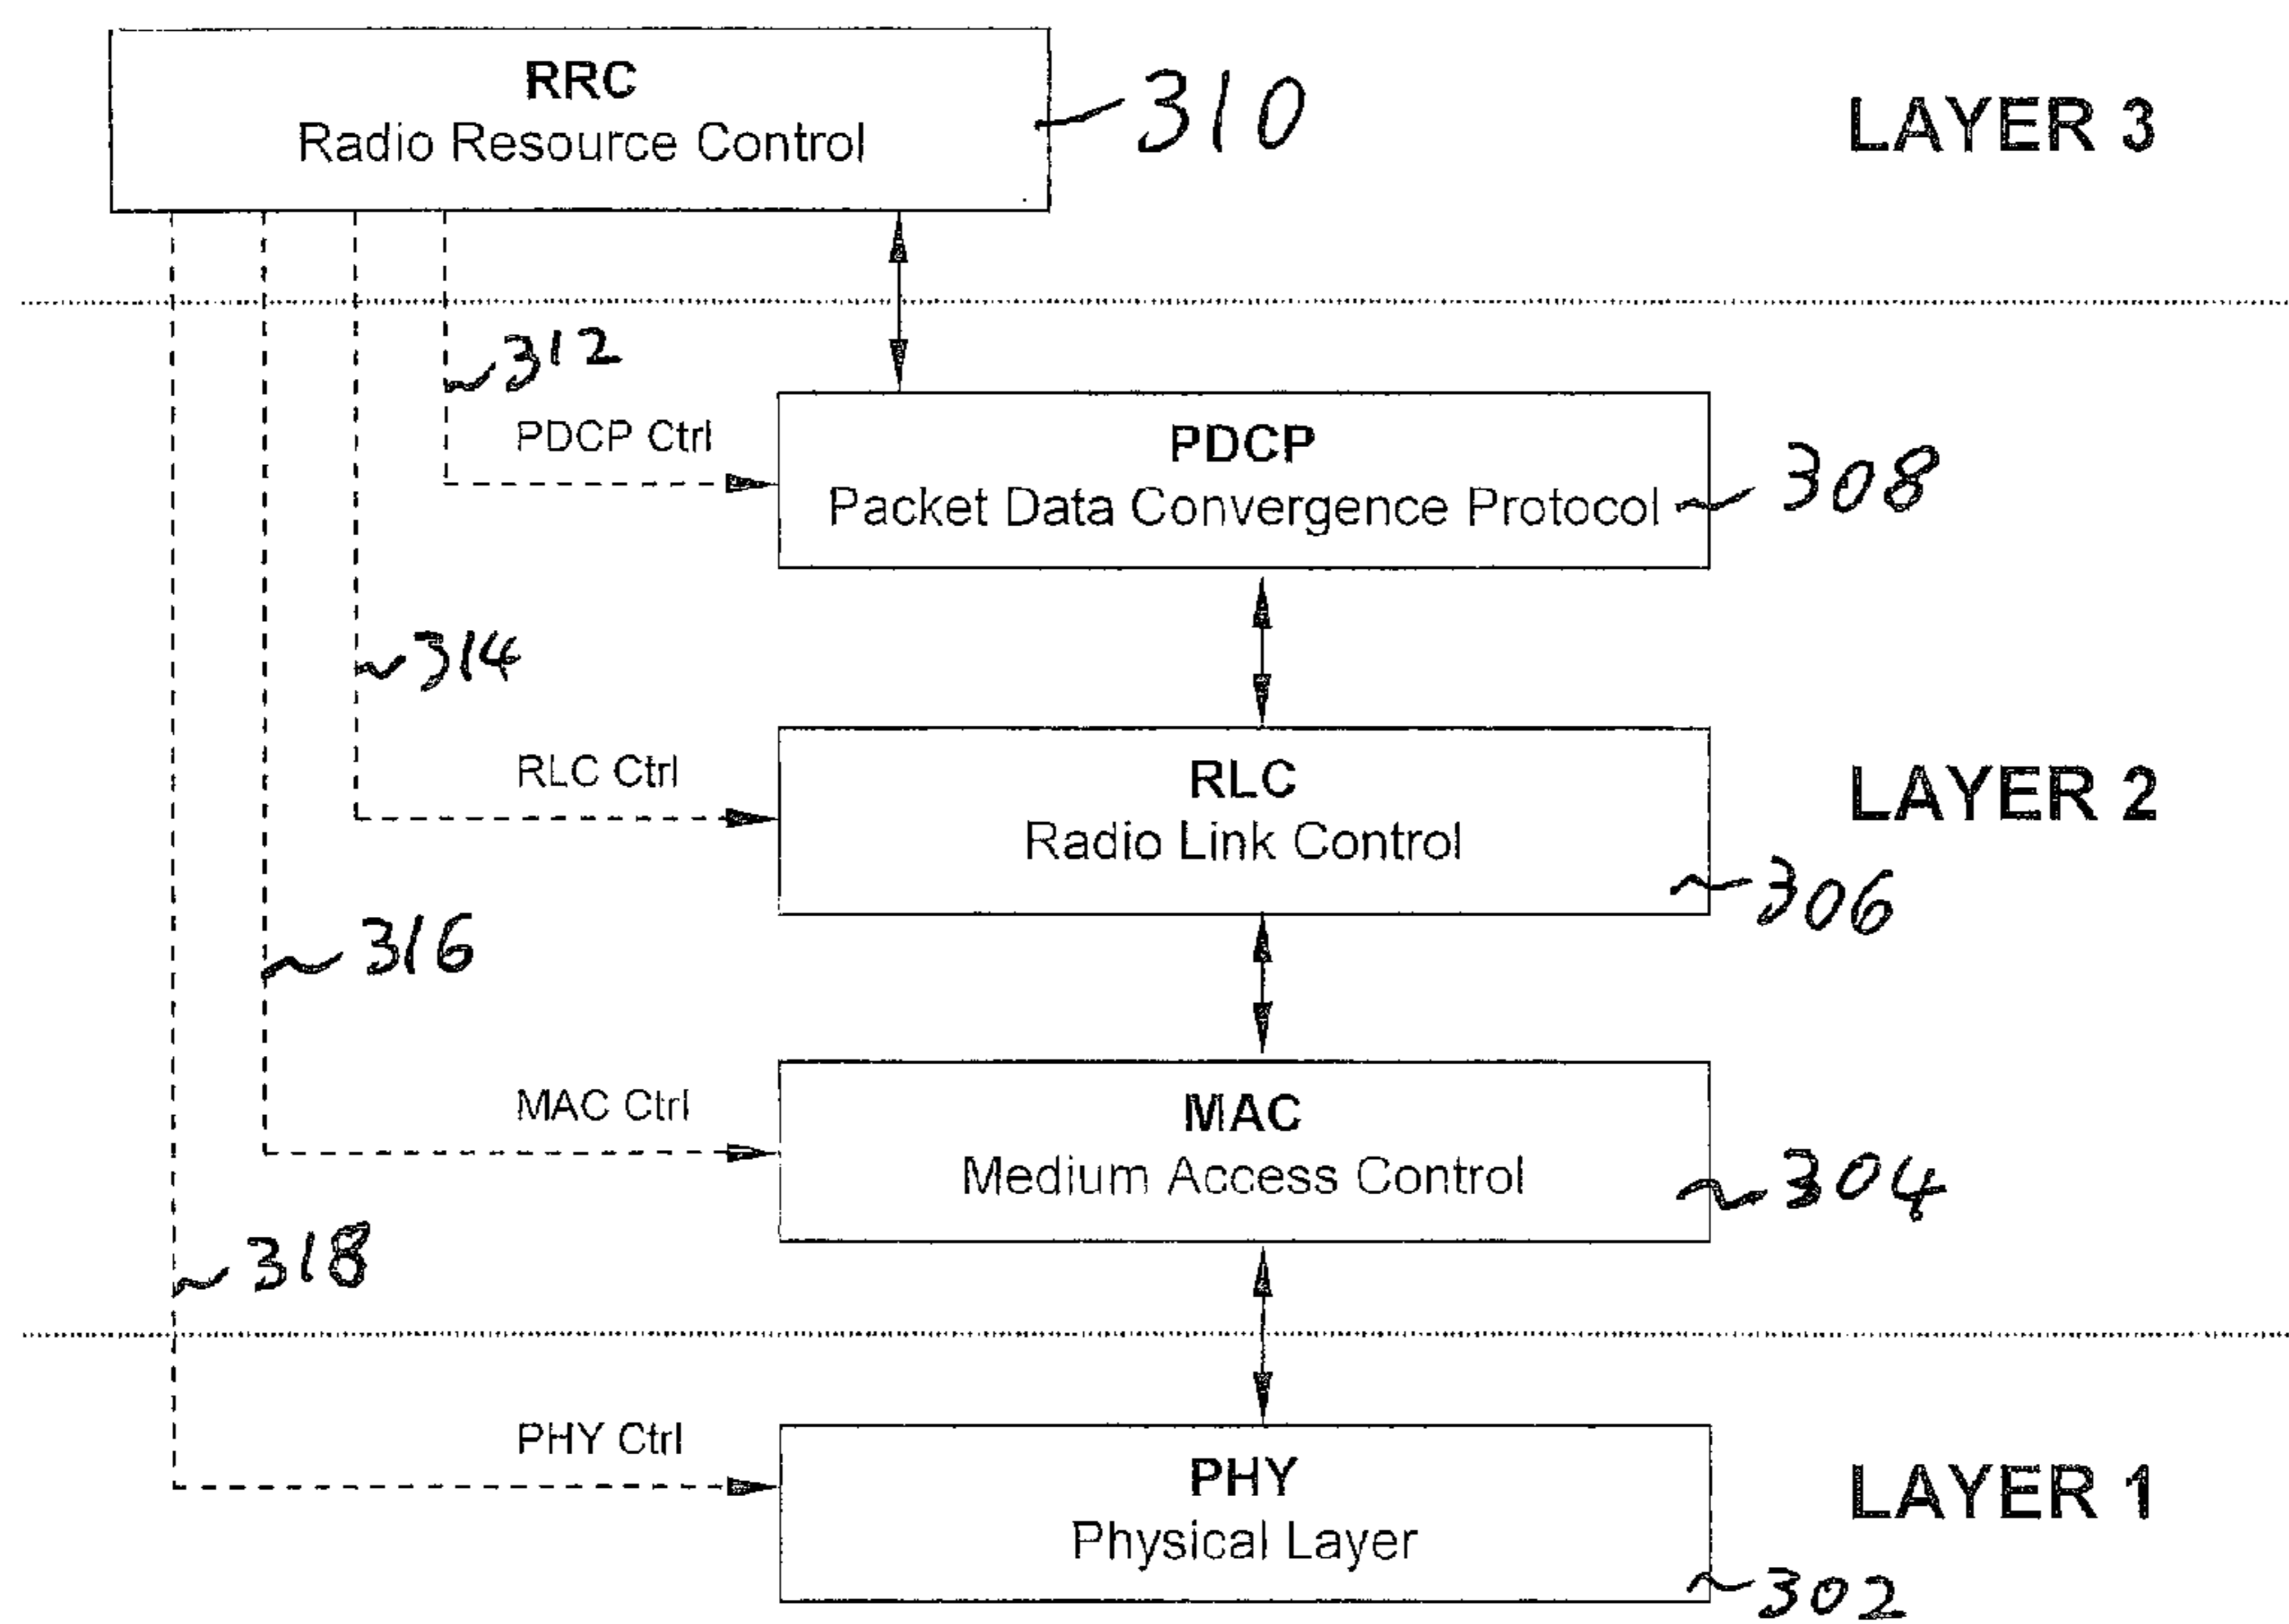 RRC
Radio Resource Control
310
LAYER 3
312
PDCP Ctrl
PDCP
Packet Data Convergence Protocol
308
314
RLC Ctrl
RLC
Radio Link Control
LAYER 2
306
316
MAC Ctrl
MAC
Medium Access Control
304
318
PHY Ctrl
PHY
Physical Layer
LAYER 1
302